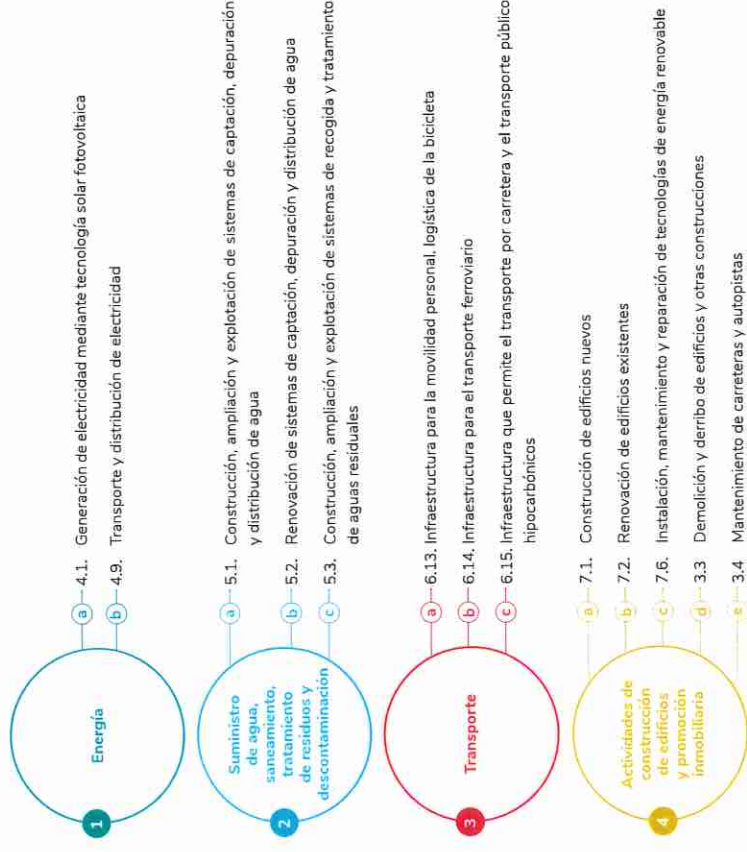 1
Energía
a 4.1. Generación de electricidad mediante tecnología solar fotovoltaica
b 4.9. Transporte y distribución de electricidad
2
Suministro
de agua,
saneamiento,
tratamiento
de residuos y
descontaminación
a 5.1. Construcción, ampliación y explotación de sistemas de captación, depuración
y distribución de agua
b 5.2. Renovación de sistemas de captación, depuración y distribución de agua
c 5.3. Construcción, ampliación y explotación de sistemas de recogida y tratamiento
de aguas residuales
3
Transporte
a 6.13. Infraestructura para la movilidad personal, logística de la bicicleta
b 6.14. Infraestructura para el transporte ferroviario
c 6.15. Infraestructura que permite el transporte por carretera y el transporte público
hipocarbónicos
4
Actividades de
construcción
de edificios
y promoción
inmobiliaria
a 7.1. Construcción de edificios nuevos
b 7.2. Renovación de edificios existentes
c 7.6. Instalación, mantenimiento y reparación de tecnologías de energía renovable
d 3.3 Demolición y derribo de edificios y otras construcciones
e 3.4 Mantenimiento de carreteras y autopistas